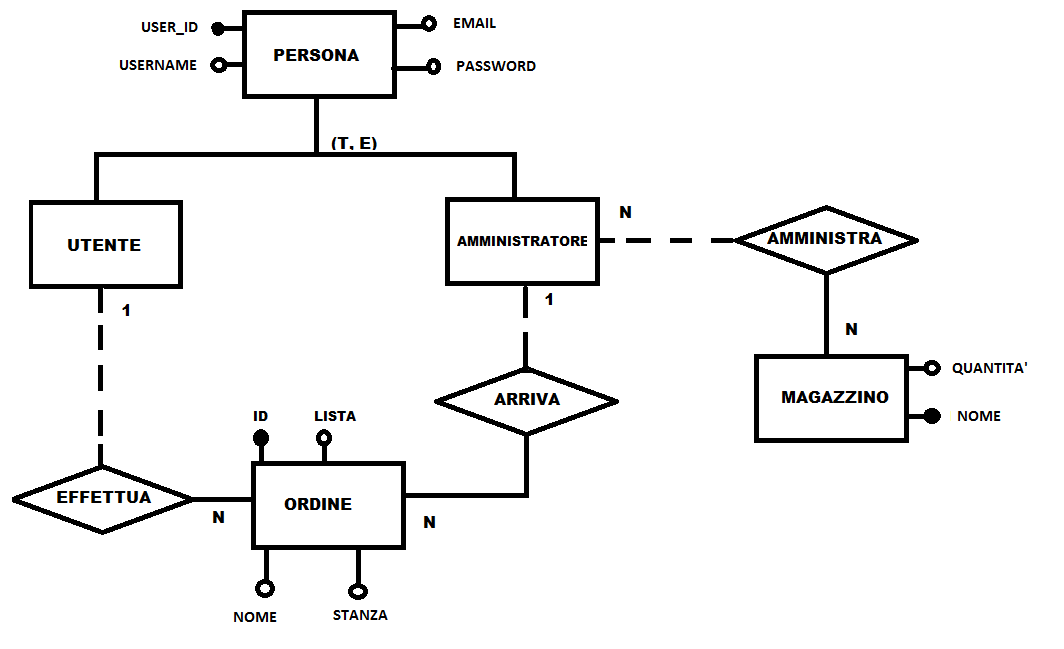 USER_ID
EMAIL
PERSONA
USERNAME
PASSWORD
(T, E)
UTENTE
AMMINISTRATORE
N
AMMINISTRA
1
1
N
MAGAZZINO
QUANTITA'
NOME
ARRIVA
ID
LISTA
EFFETTUA
ORDINE
N
N
NOME
STANZA